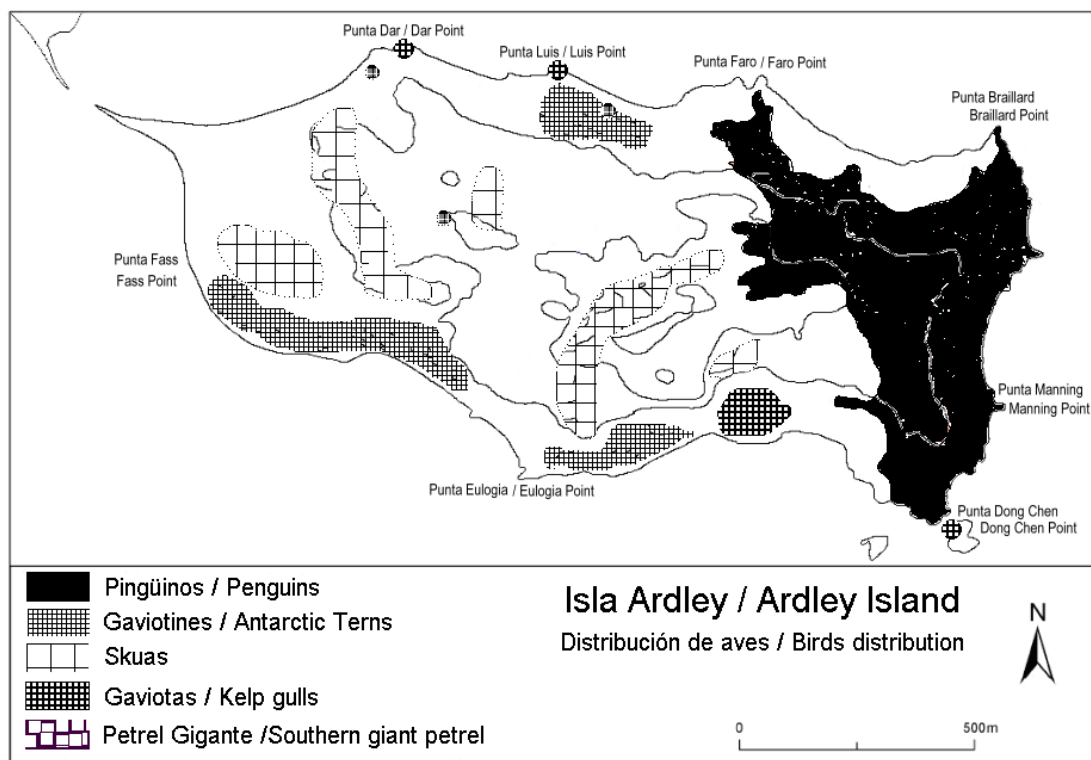 Punta Dar / Dar Point
Punta Luis / Luis Point
Punta Faro / Faro Point
Punta Braillard
Braillard Point
Punta Fass
Fass Point
Punta Manning
Manning Point
Punta Eulogia / Eulogia Point
Punta Dong Chen
Dong Chen Point
Pingüinos / Penguins
Gaviotines / Antarctic Terns
Skuas
Gaviotas / Kelp gulls
Petrel Gigante /Southern giant petrel
Isla Ardley / Ardley Island
Distribución de aves / Birds distribution
N
0 500m